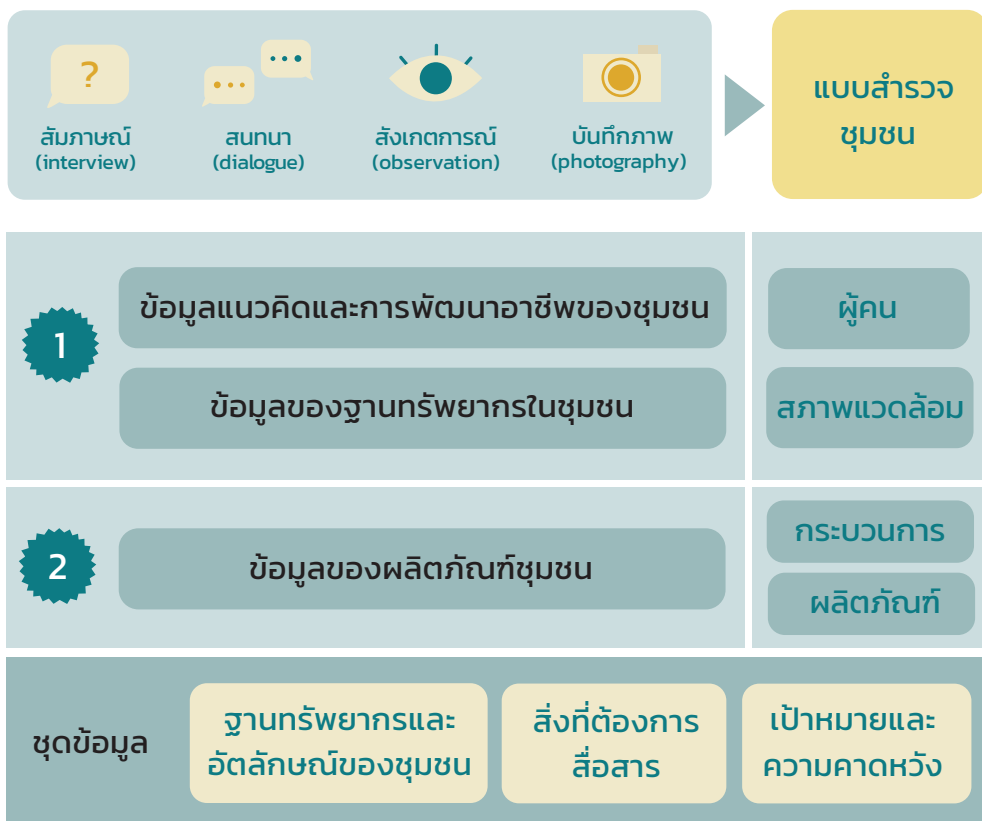 ?
สัมภาษณ์
(interview)
สนทนา
(dialogue)
สังเกตการณ์
(observation)
บันทึกภาพ
(photography)
แบบสำรวจ
ชุมชน
1
ข้อมูลแนวคิดและการพัฒนาอาชีพของชุมชน
ข้อมูลของฐานทรัพยากรในชุมชน
ผู้คน
สภาพแวดล้อม
2
ข้อมูลของผลิตภัณฑ์ชุมชน
กระบวนการ
ผลิตภัณฑ์
ชุดข้อมูล
ฐานทรัพยากรและ
อัตลักษณ์ของชุมชน
สิ่งที่ต้องการ
สื่อสาร
เป้าหมายและ
ความคาดหวัง